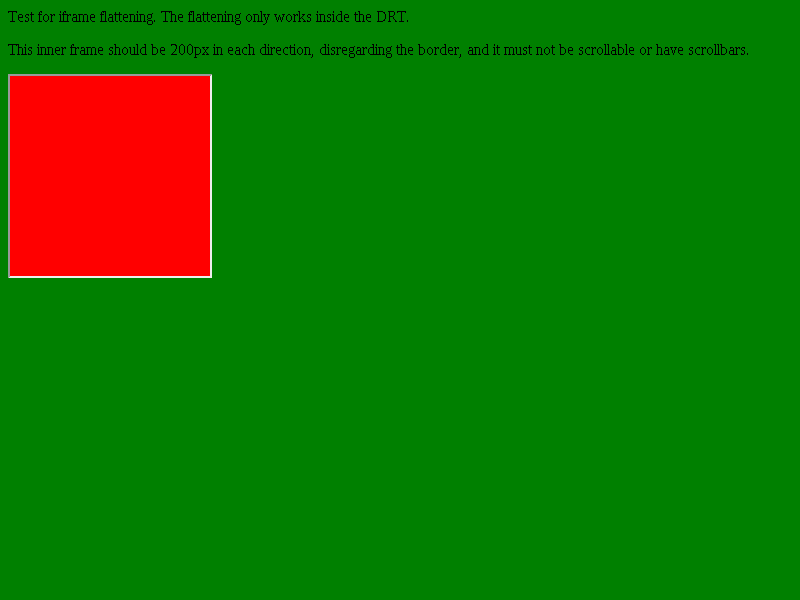 Test for iframe flattening. The flattening only works inside the DRT.
This inner frame should be 200px in each direction, disregarding the border, and it must not be scrollable or have scrollbars.